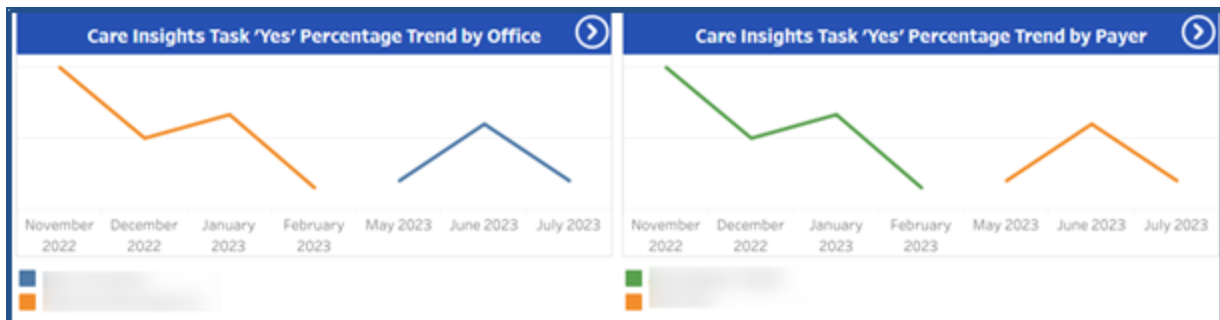 Care Insights Task 'Yes' Percentage Trend by Office
November 2022
December 2022
January 2023
February 2023
May 2023
June 2023
July 2023
Care Insights Task 'Yes' Percentage Trend by Payer
November 2022
December 2022
January 2023
February 2023
May 2023
June 2023
July 2023